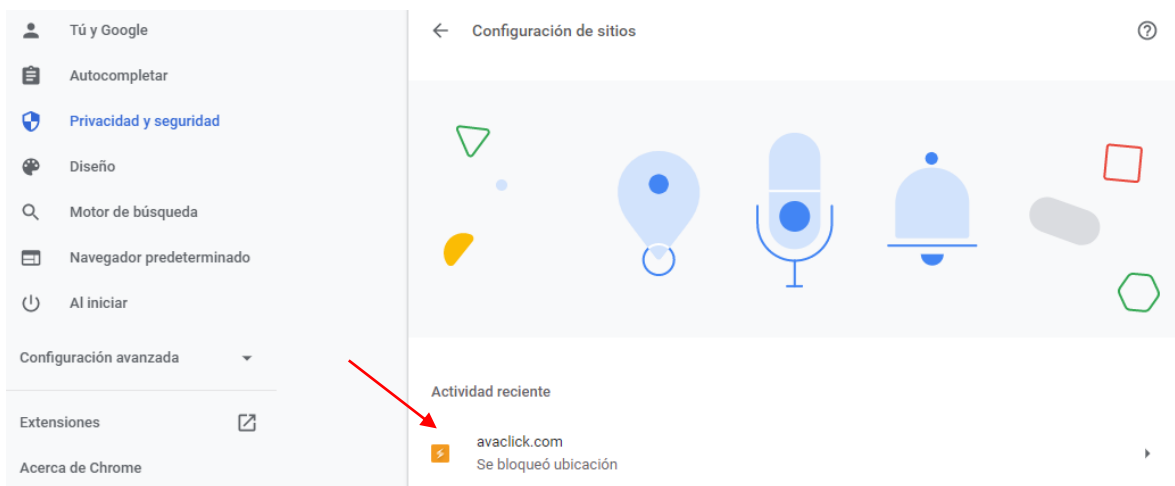 Tú y Google
Autocompletar
Privacidad y seguridad
Diseño
Motor de búsqueda
Navegador predeterminado
Al iniciar
Configuración avanzada
Extensiones
Acerca de Chrome
Configuración de sitios
Actividad reciente
avaclick.com
Se bloqueó ubicación